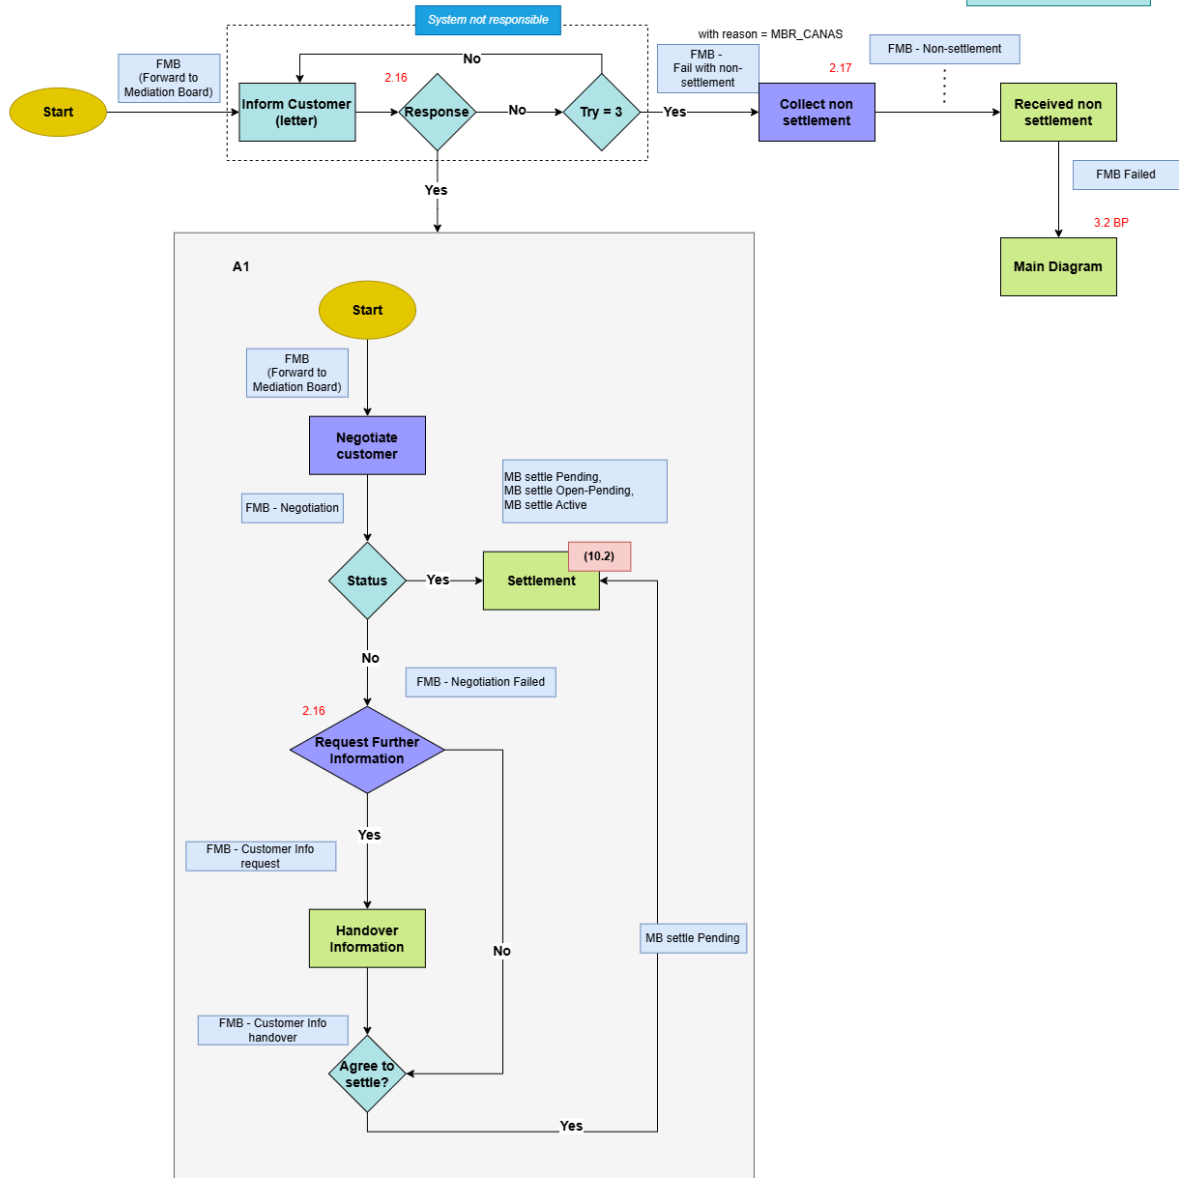 System not responsible
with reason = MBR_CANAS
FMB
(Forward to
Mediation Board)
No
2.16
FMB -
Fail with non-
settlement
2.17
FMB - Non-settlement
Start
Inform Customer
(letter)
Response
No
Try = 3
Yes
Collect non
settlement
Received non
settlement
Yes
FMB Failed
3.2 BP
Main Diagram
A1
Start
FMB
(Forward to
Mediation Board)
Negotiate
customer
FMB - Negotiation
MB settle Pending,
MB settle Open-Pending,
MB settle Active
(10.2)
Status
Yes
Settlement
No
FMB - Negotiation Failed
2.16
Request Further
Information
Yes
FMB - Customer Info
request
Handover
Information
No
MB settle Pending
FMB - Customer Info
handover
Agree to
settle?
Yes